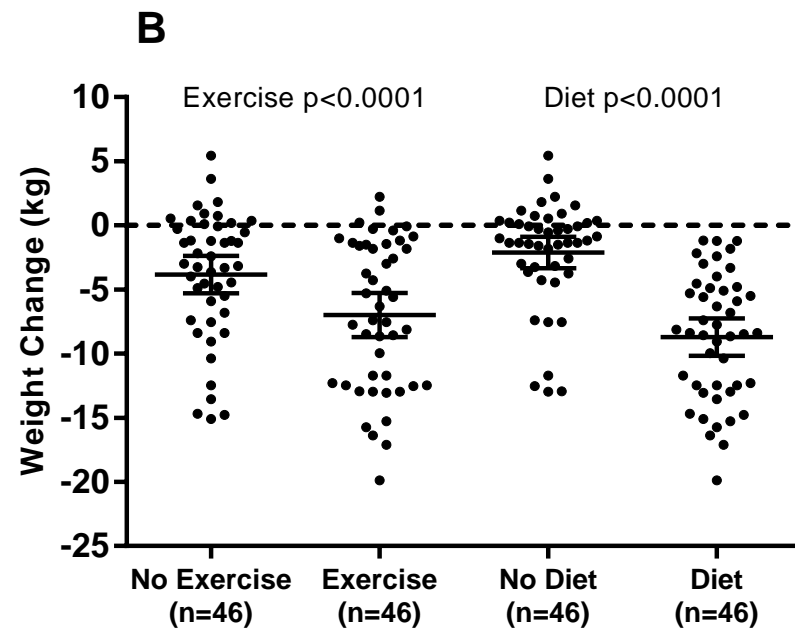 B
Exercise p<0.0001
Diet p<0.0001
Weight Change (kg)
10
5
0
-5
-10
-15
-20
-25
No Exercise
(n=46)
Exercise
(n=46)
No Diet
(n=46)
Diet
(n=46)